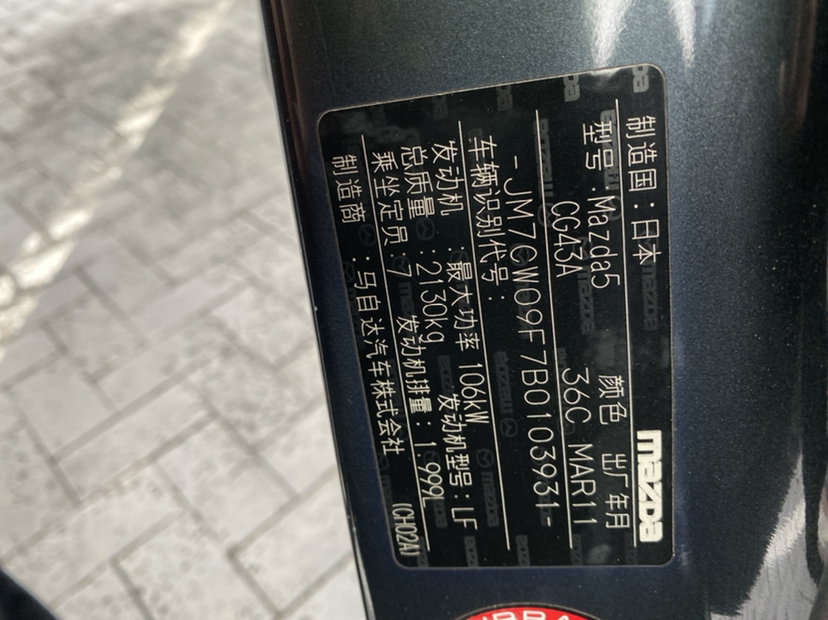 制造国:日本 mazda
型号:Mazda5 颜色 出厂年月
CG43A 36C MAR11
车辆识别代号:
-JM7CW09F7B0103931-
发动机 :最大功率 106kW 发动机型号:LF
总质量 :2130kg
乘坐定员 7 发动机排量:1.999L
制造商 :马自达汽车株式会社 (CH02A)